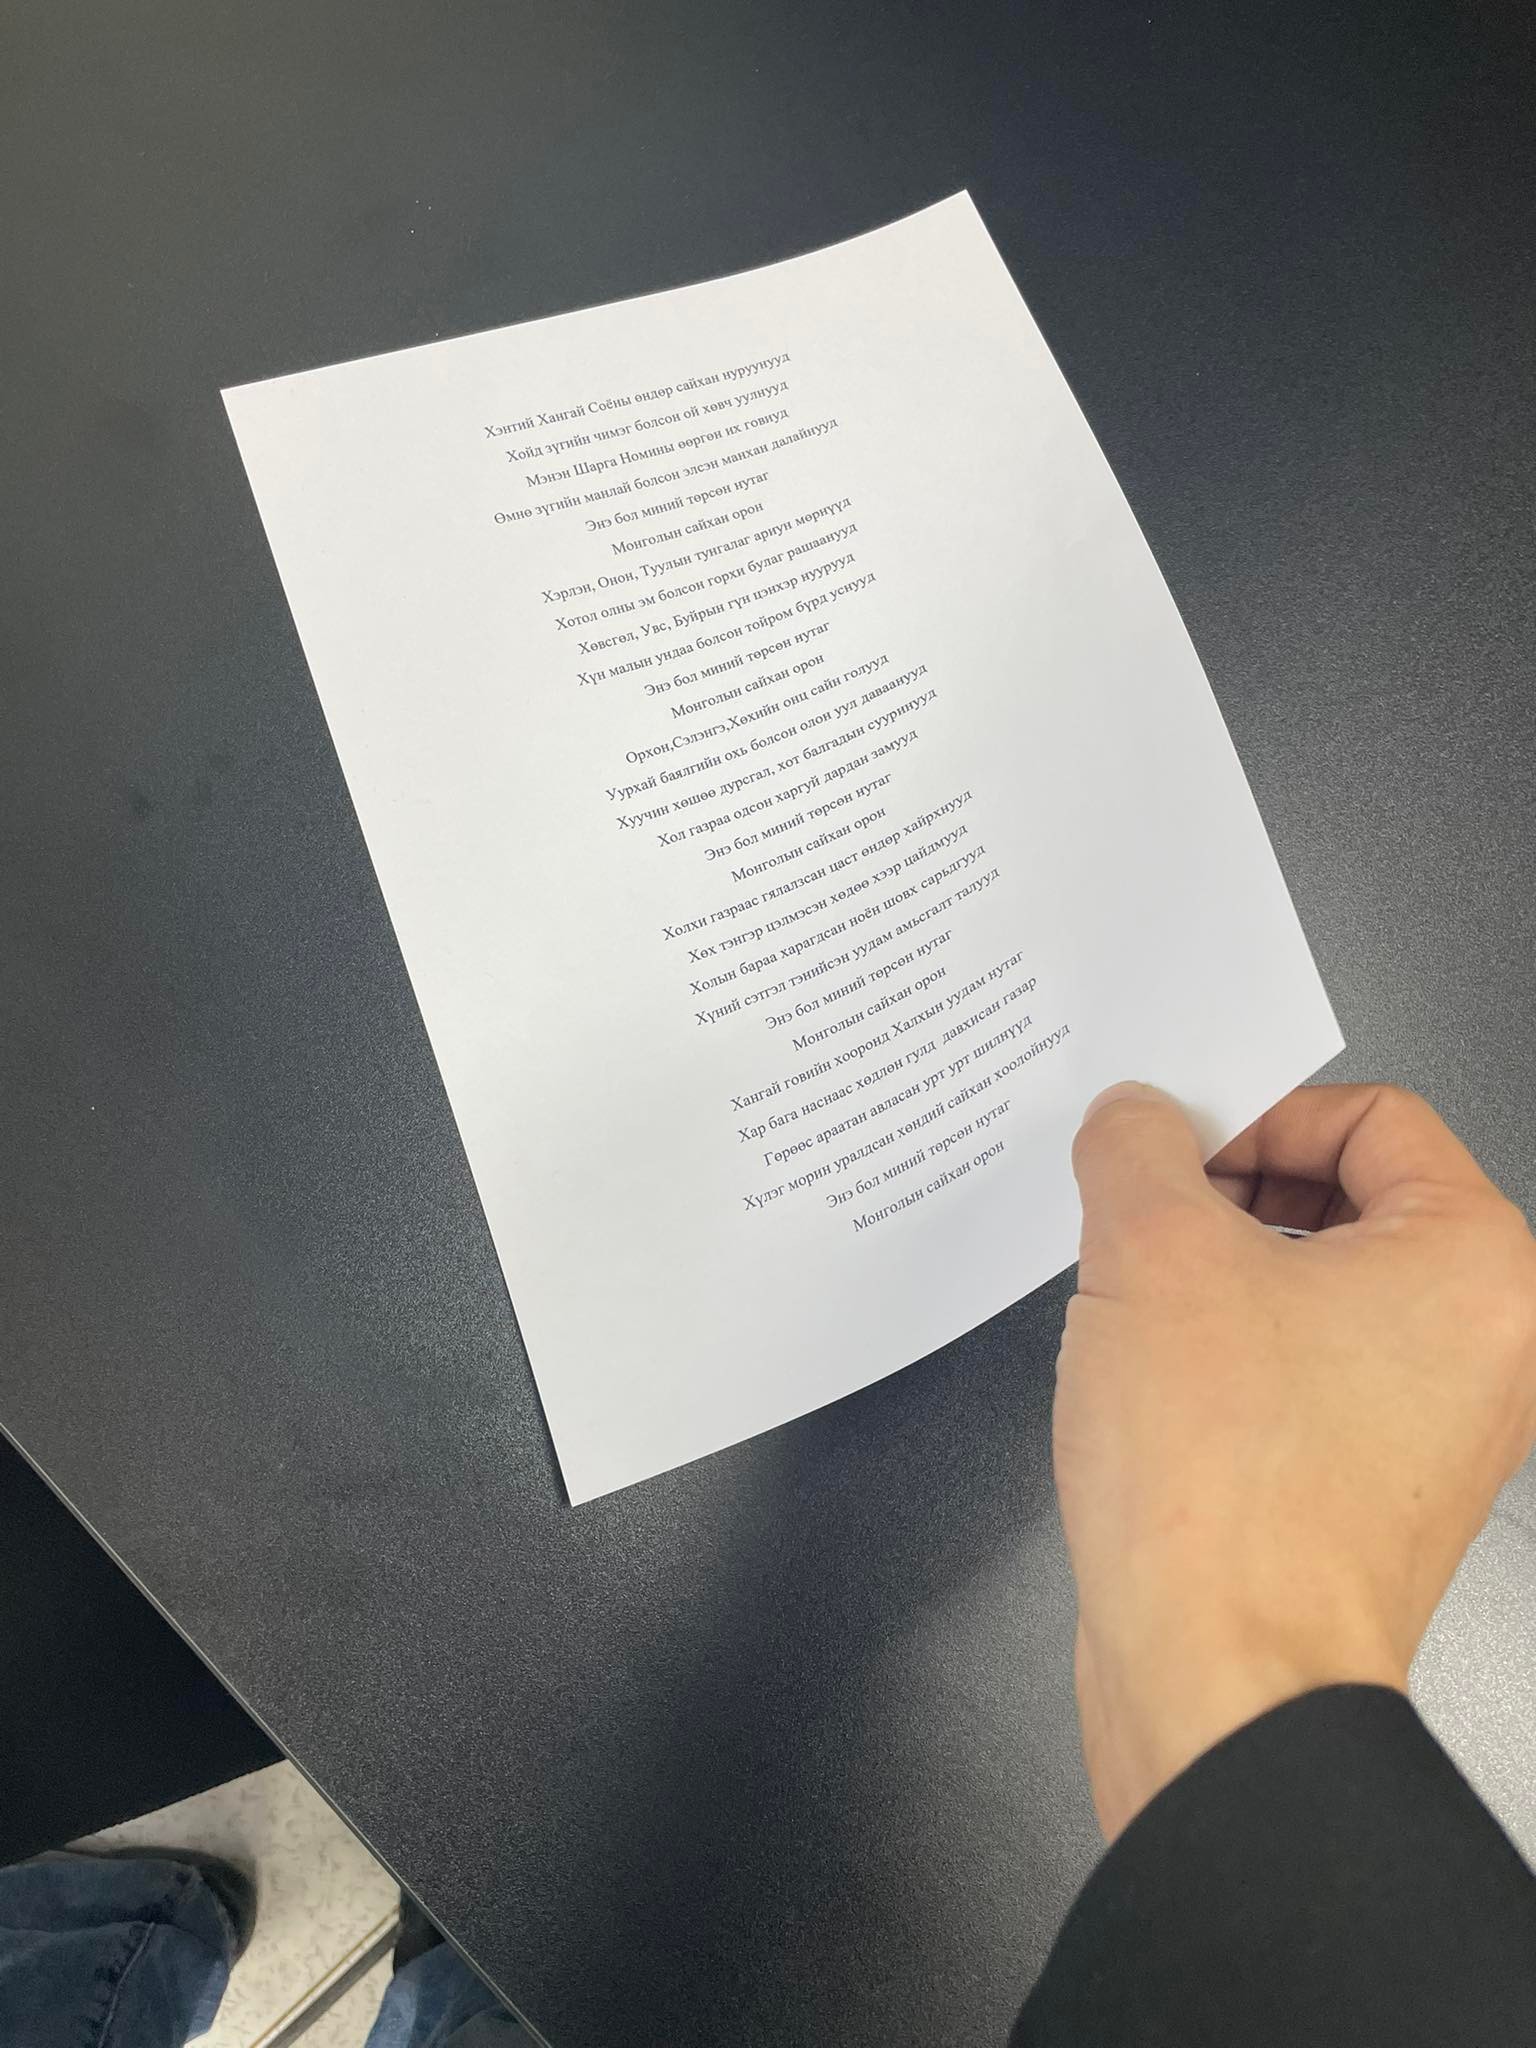 Хэнтий Хангай Соёны өндөр сайхан нуруунууд
Хойд зүгийн чимэг болсон ой хөвч уулнууд
Мэнэн Шарга Номины өөргөн их говиуд
Өмнө зүгийн манлай болсон элсэн манхан далайнууд
Энэ бол миний төрсөн нутаг
Монголын сайхан орон
Хэрлэн, Онон, Туулын тунгалаг ариун мөрнүүд
Хотол олны эм болсон горхи булаг рашаанууд
Хөвсгөл, Увс, Буйрын гүн цэнхэр нуурууд
Хүн малын ундаа болсон тойром бүрд уснууд
Энэ бол миний төрсөн нутаг
Монголын сайхан орон
Орхон,Сэлэнгэ,Хөхийн онц сайн голууд
Уурхай баялгийн охь болсон олон уул даваанууд
Хуучин хөшөө дурсгал, хот балгадын сууринууд
Хол газраа одсон харгуй дардан замууд
Энэ бол миний төрсөн нутаг
Монголын сайхан орон
Холхи газраас гялалзсан цаст өндөр хайрхнууд
Хөх тэнгэр цэлмэсэн хөдөө хээр цайдмууд
Холын бараа харагдсан ноён шовх сарьдгууд
Хүний сэтгэл тэнийсэн уудам амьсгалт талууд
Энэ бол миний төрсөн нутаг
Монголын сайхан орон
Хангай говийн хооронд Халхын уудам нутаг
Хар бага наснаас хөдлөн гулд давхисан газар
Гөрөөс араатан авласан урт урт шилнүүд
Хүлэг морин уралдсан хөндий сайхан хоолойнууд
Энэ бол миний төрсөн нутаг
Монголын сайхан орон